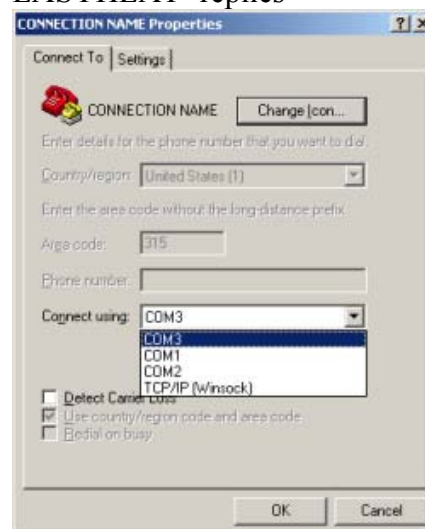 CONNECTION NAME Properties
Connect To Settings
CONNECTION NAME Change Icon...
Enter details for the phone number that you want to dial.
Country/region: United States (1)
Enter the area code without the long-distance prefix.
Area code: 315
Phone number:
Connect using: COM3
COM3
COM1
COM2
TCP/IP (Winsock)
Detect Carrier Loss
Use country/region code and area code
Redial on busy
OK Cancel